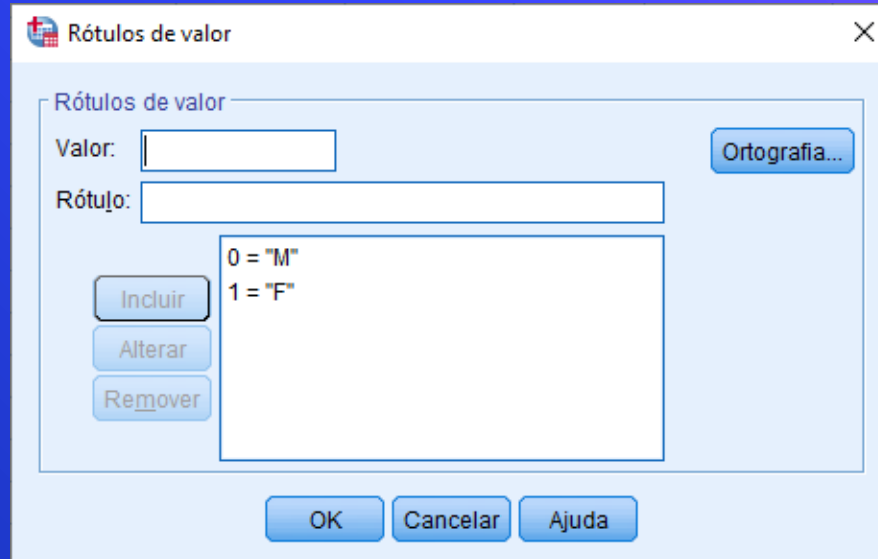 Rótulos de valor
Rótulos de valor
Valor:
Ortografia...
Rótulo:
0 = "M"
1 = "F"
Incluir
Alterar
Remover
OK Cancelar Ajuda